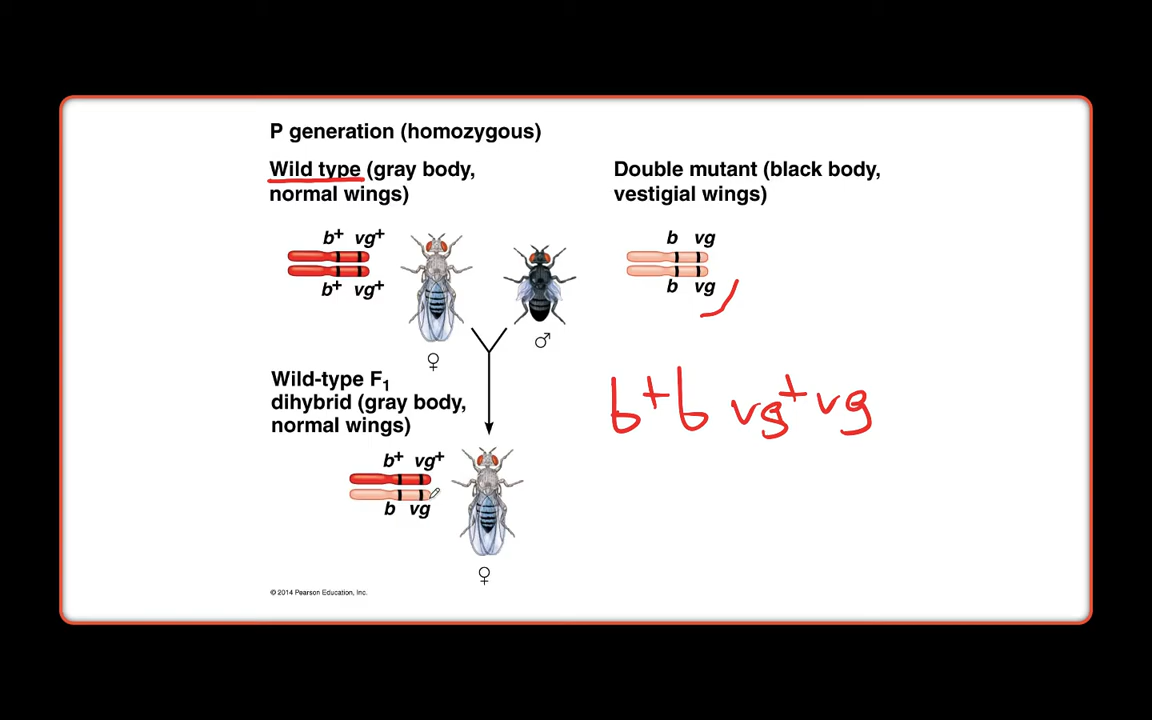 P generation (homozygous)
Wild type (gray body,
normal wings)
Double mutant (black body,
vestigial wings)
b+ vg+
b+ vg+
b vg
b vg
♀
♂
Wild-type F1
dihybrid (gray body,
normal wings)
b+ b vg+ vg
b+ vg+
b vg
♀
© 2014 Pearson Education, Inc.